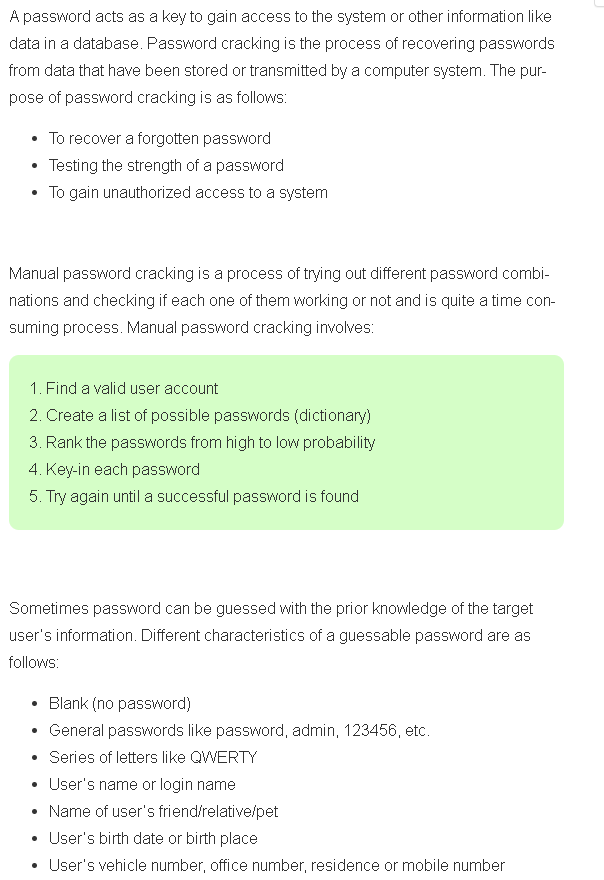 A password acts as a key to gain access to the system or other information like
data in a database. Password cracking is the process of recovering passwords
from data that have been stored or transmitted by a computer system. The pur-
pose of password cracking is as follows:
• To recover a forgotten password
• Testing the strength of a password
• To gain unauthorized access to a system
Manual password cracking is a process of trying out different password combi-
nations and checking if each one of them working or not and is quite a time con-
suming process. Manual password cracking involves:
1. Find a valid user account
2. Create a list of possible passwords (dictionary)
3. Rank the passwords from high to low probability
4. Key-in each password
5. Try again until a successful password is found
Sometimes password can be guessed with the prior knowledge of the target
user's information. Different characteristics of a guessable password are as
follows:
• Blank (no password)
• General passwords like password, admin, 123456, etc.
• Series of letters like QWERTY
• User's name or login name
• Name of user's friend/relative/pet
• User's birth date or birth place
• User's vehicle number, office number, residence or mobile number